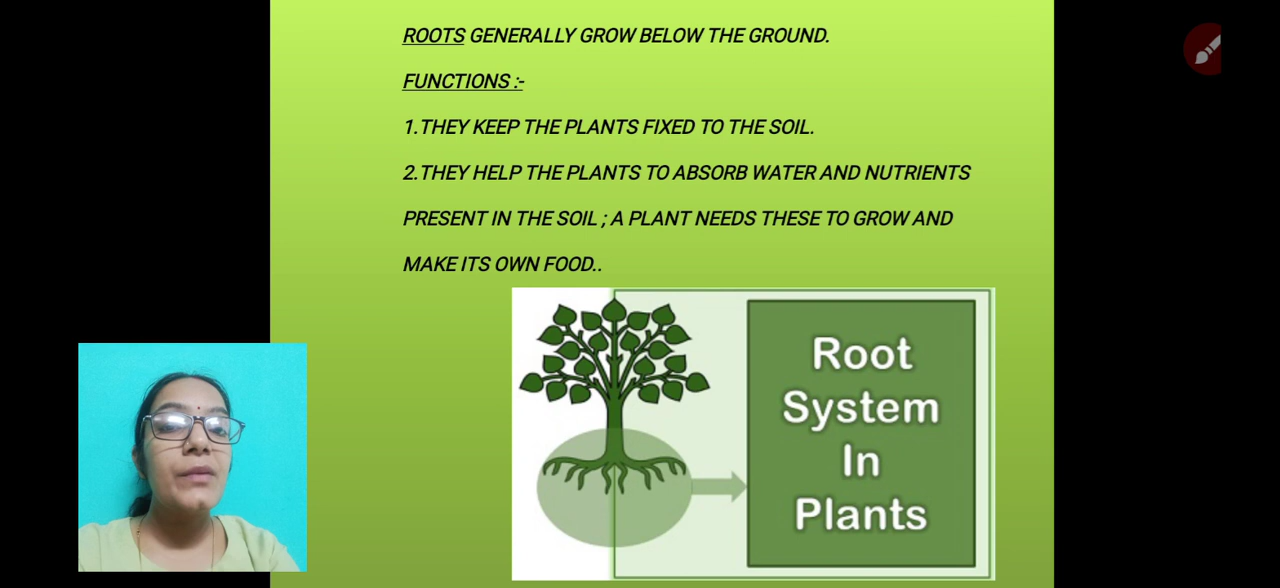 ROOTS GENERALLY GROW BELOW THE GROUND.
FUNCTIONS :-
1.THEY KEEP THE PLANTS FIXED TO THE SOIL.
2.THEY HELP THE PLANTS TO ABSORB WATER AND NUTRIENTS
PRESENT IN THE SOIL ; A PLANT NEEDS THESE TO GROW AND
MAKE ITS OWN FOOD..
Root
System
In
Plants